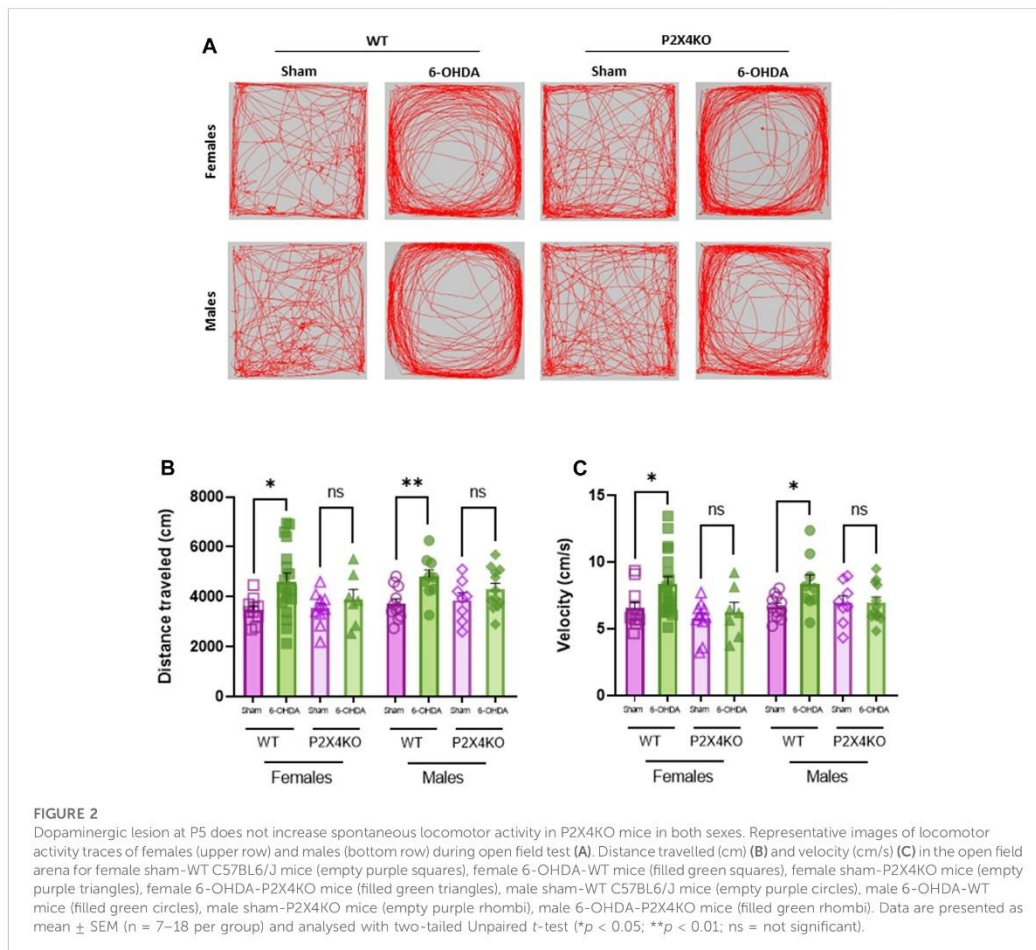 A
WT
P2X4KO
Sham
6-OHDA
Sham
6-OHDA
Females
Males
B
Distance traveled (cm)
8000
6000
4000
2000
0
*
ns
**
ns
Sham 6-OHDA Sham 6-OHDA Sham 6-OHDA Sham 6-OHDA
WT P2X4KO WT P2X4KO
Females Males
C
Velocity (cm/s)
15
10
5
0
*
ns
*
ns
Sham 6-OHDA Sham 6-OHDA Sham 6-OHDA Sham 6-OHDA
WT P2X4KO WT P2X4KO
Females Males
FIGURE 2
Dopaminergic lesion at P5 does not increase spontaneous locomotor activity in P2X4KO mice in both sexes. Representative images of locomotor
activity traces of females (upper row) and males (bottom row) during open field test (A). Distance travelled (cm) (B) and velocity (cm/s) (C) in the open field
arena for female sham-WT C57BL6/J mice (empty purple squares), female 6-OHDA-WT mice (filled green squares), female sham-P2X4KO mice (empty
purple triangles), female 6-OHDA-P2X4KO mice (filled green triangles), male sham-WT C57BL6/J mice (empty purple circles), male 6-OHDA-WT
mice (filled green circles), male sham-P2X4KO mice (empty purple rhombi), male 6-OHDA-P2X4KO mice (filled green rhombi). Data are presented as
mean ± SEM (n = 7–18 per group) and analysed with two-tailed Unpaired t-test (*p < 0.05; **p < 0.01; ns = not significant).